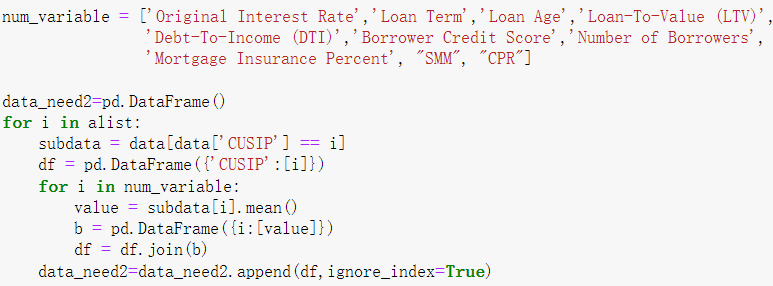 num_variable = ['Original Interest Rate','Loan Term','Loan Age','Loan-To-Value (LTV)',
                'Debt-To-Income (DTI)','Borrower Credit Score','Number of Borrowers',
                'Mortgage Insurance Percent', "SMM", "CPR"]

data_need2=pd.DataFrame()
for i in alist:
    subdata = data[data['CUSIP'] == i]
    df = pd.DataFrame({'CUSIP':[i]})
    for i in num_variable:
        value = subdata[i].mean()
        b = pd.DataFrame({i:[value]})
        df = df.join(b)
    data_need2=data_need2.append(df,ignore_index=True)